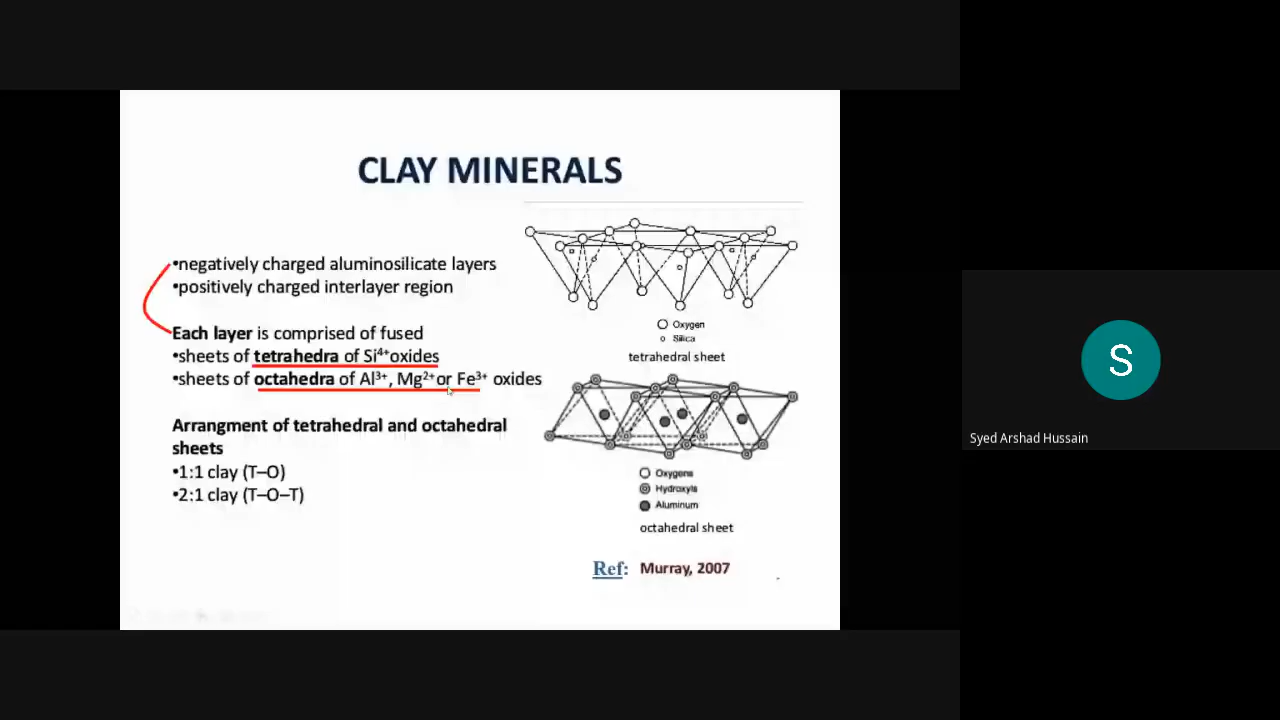 CLAY MINERALS
•negatively charged aluminosilicate layers
•positively charged interlayer region
Each layer is comprised of fused
•sheets of tetrahedra of Si⁴⁺oxides
•sheets of octahedra of Al³⁺, Mg²⁺or Fe³⁺ oxides
Arrangment of tetrahedral and octahedral
sheets
•1:1 clay (T–O)
•2:1 clay (T–O–T)
Oxygen
Silica
tetrahedral sheet
Oxygens
Hydroxyls
Aluminum
octahedral sheet
Ref: Murray, 2007
S
Syed Arshad Hussain